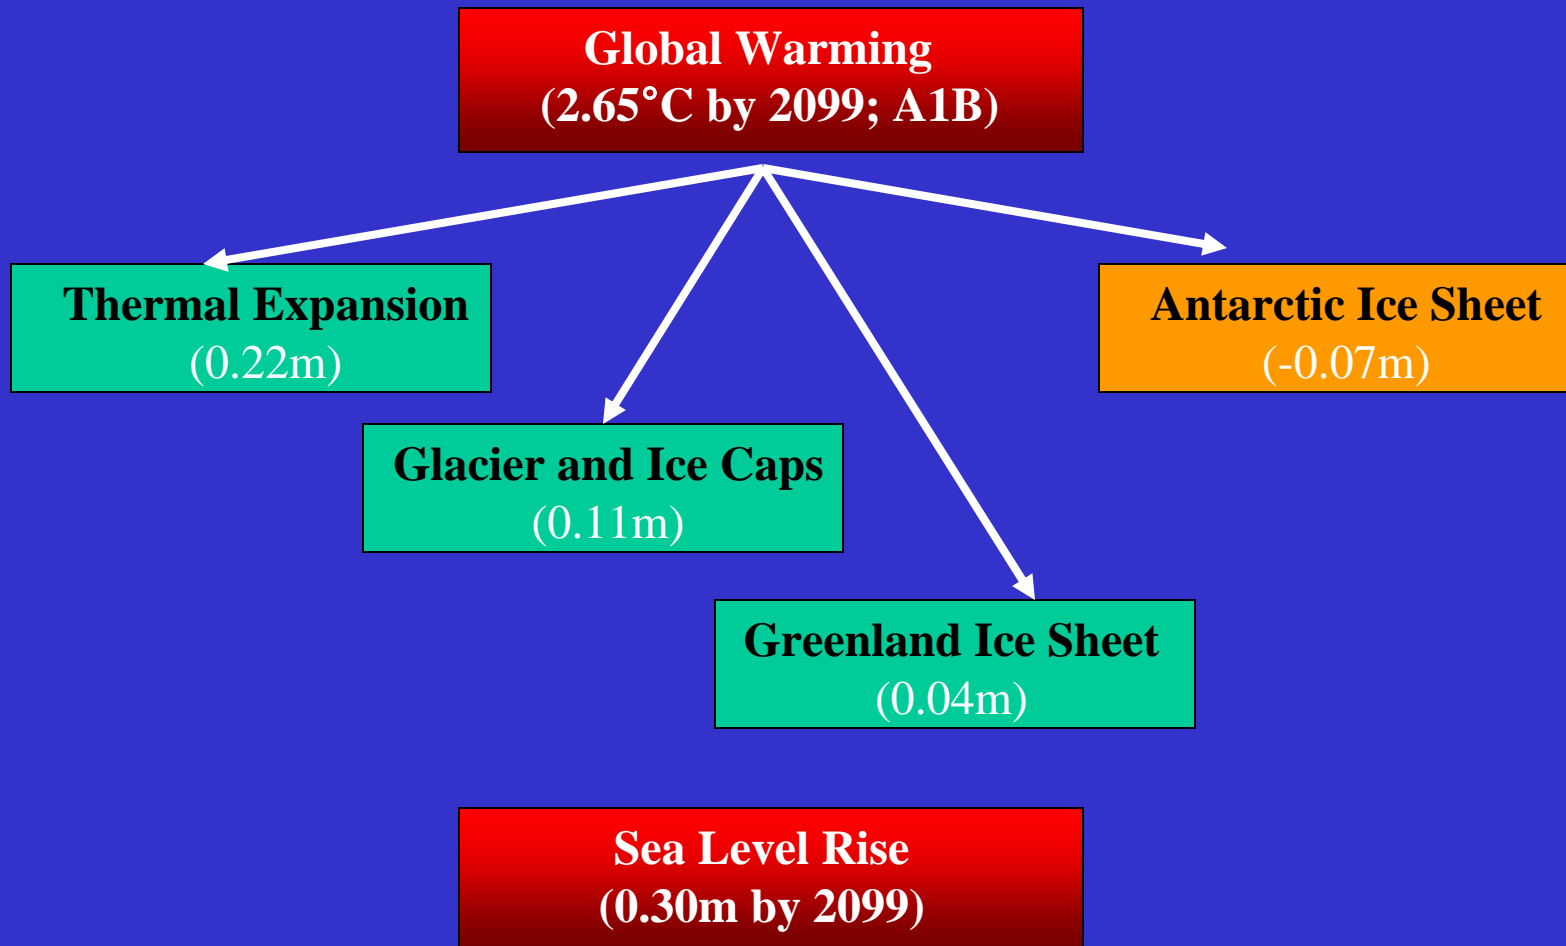 Global Warming
(2.65°C by 2099; A1B)
Thermal Expansion
(0.22m)
Antarctic Ice Sheet
(-0.07m)
Glacier and Ice Caps
(0.11m)
Greenland Ice Sheet
(0.04m)
Sea Level Rise
(0.30m by 2099)